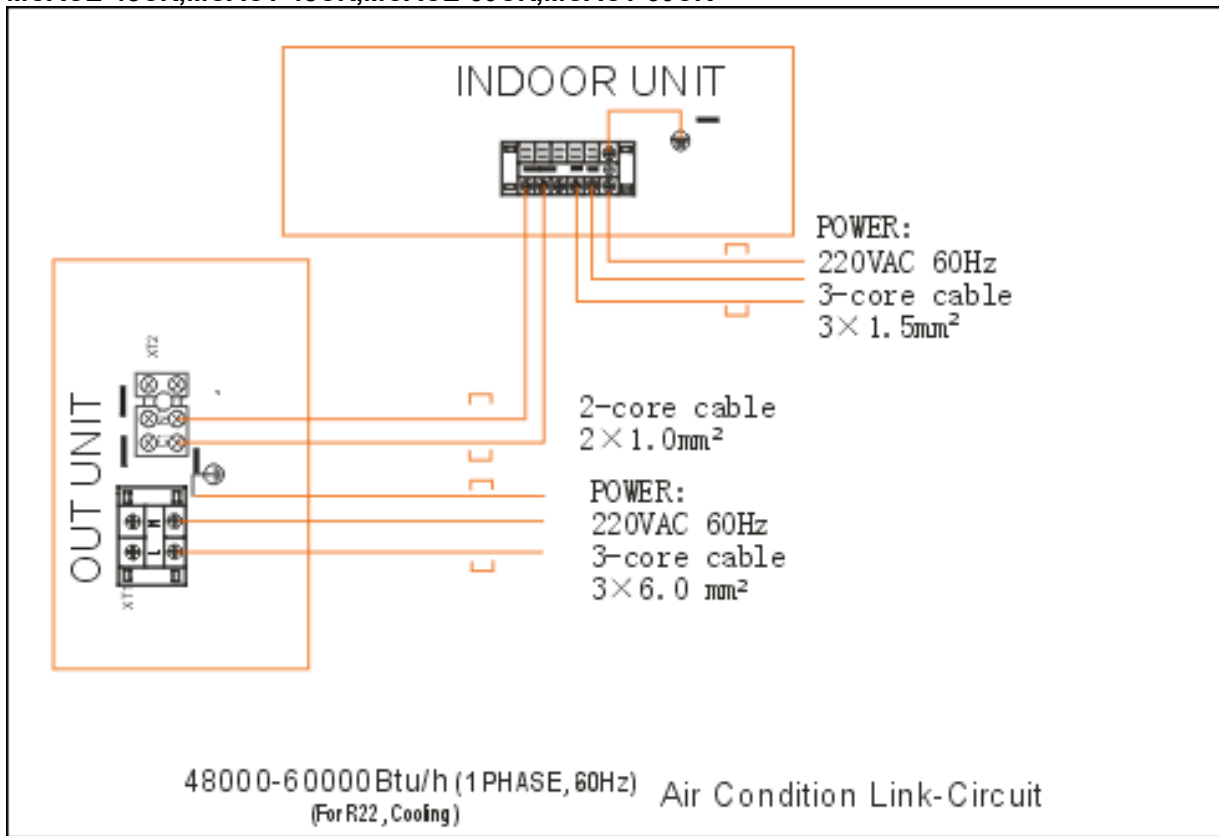 INDOOR UNIT
POWER:
220VAC 60Hz
3-core cable
3×1.5mm²
XT2
OUT UNIT
2-core cable
2×1.0mm²
POWER:
220VAC 60Hz
3-core cable
3×6.0 mm²
N
L
48000-60000Btu/h (1 PHASE, 60Hz)
(For R22, Cooling)
Air Condition Link-Circuit